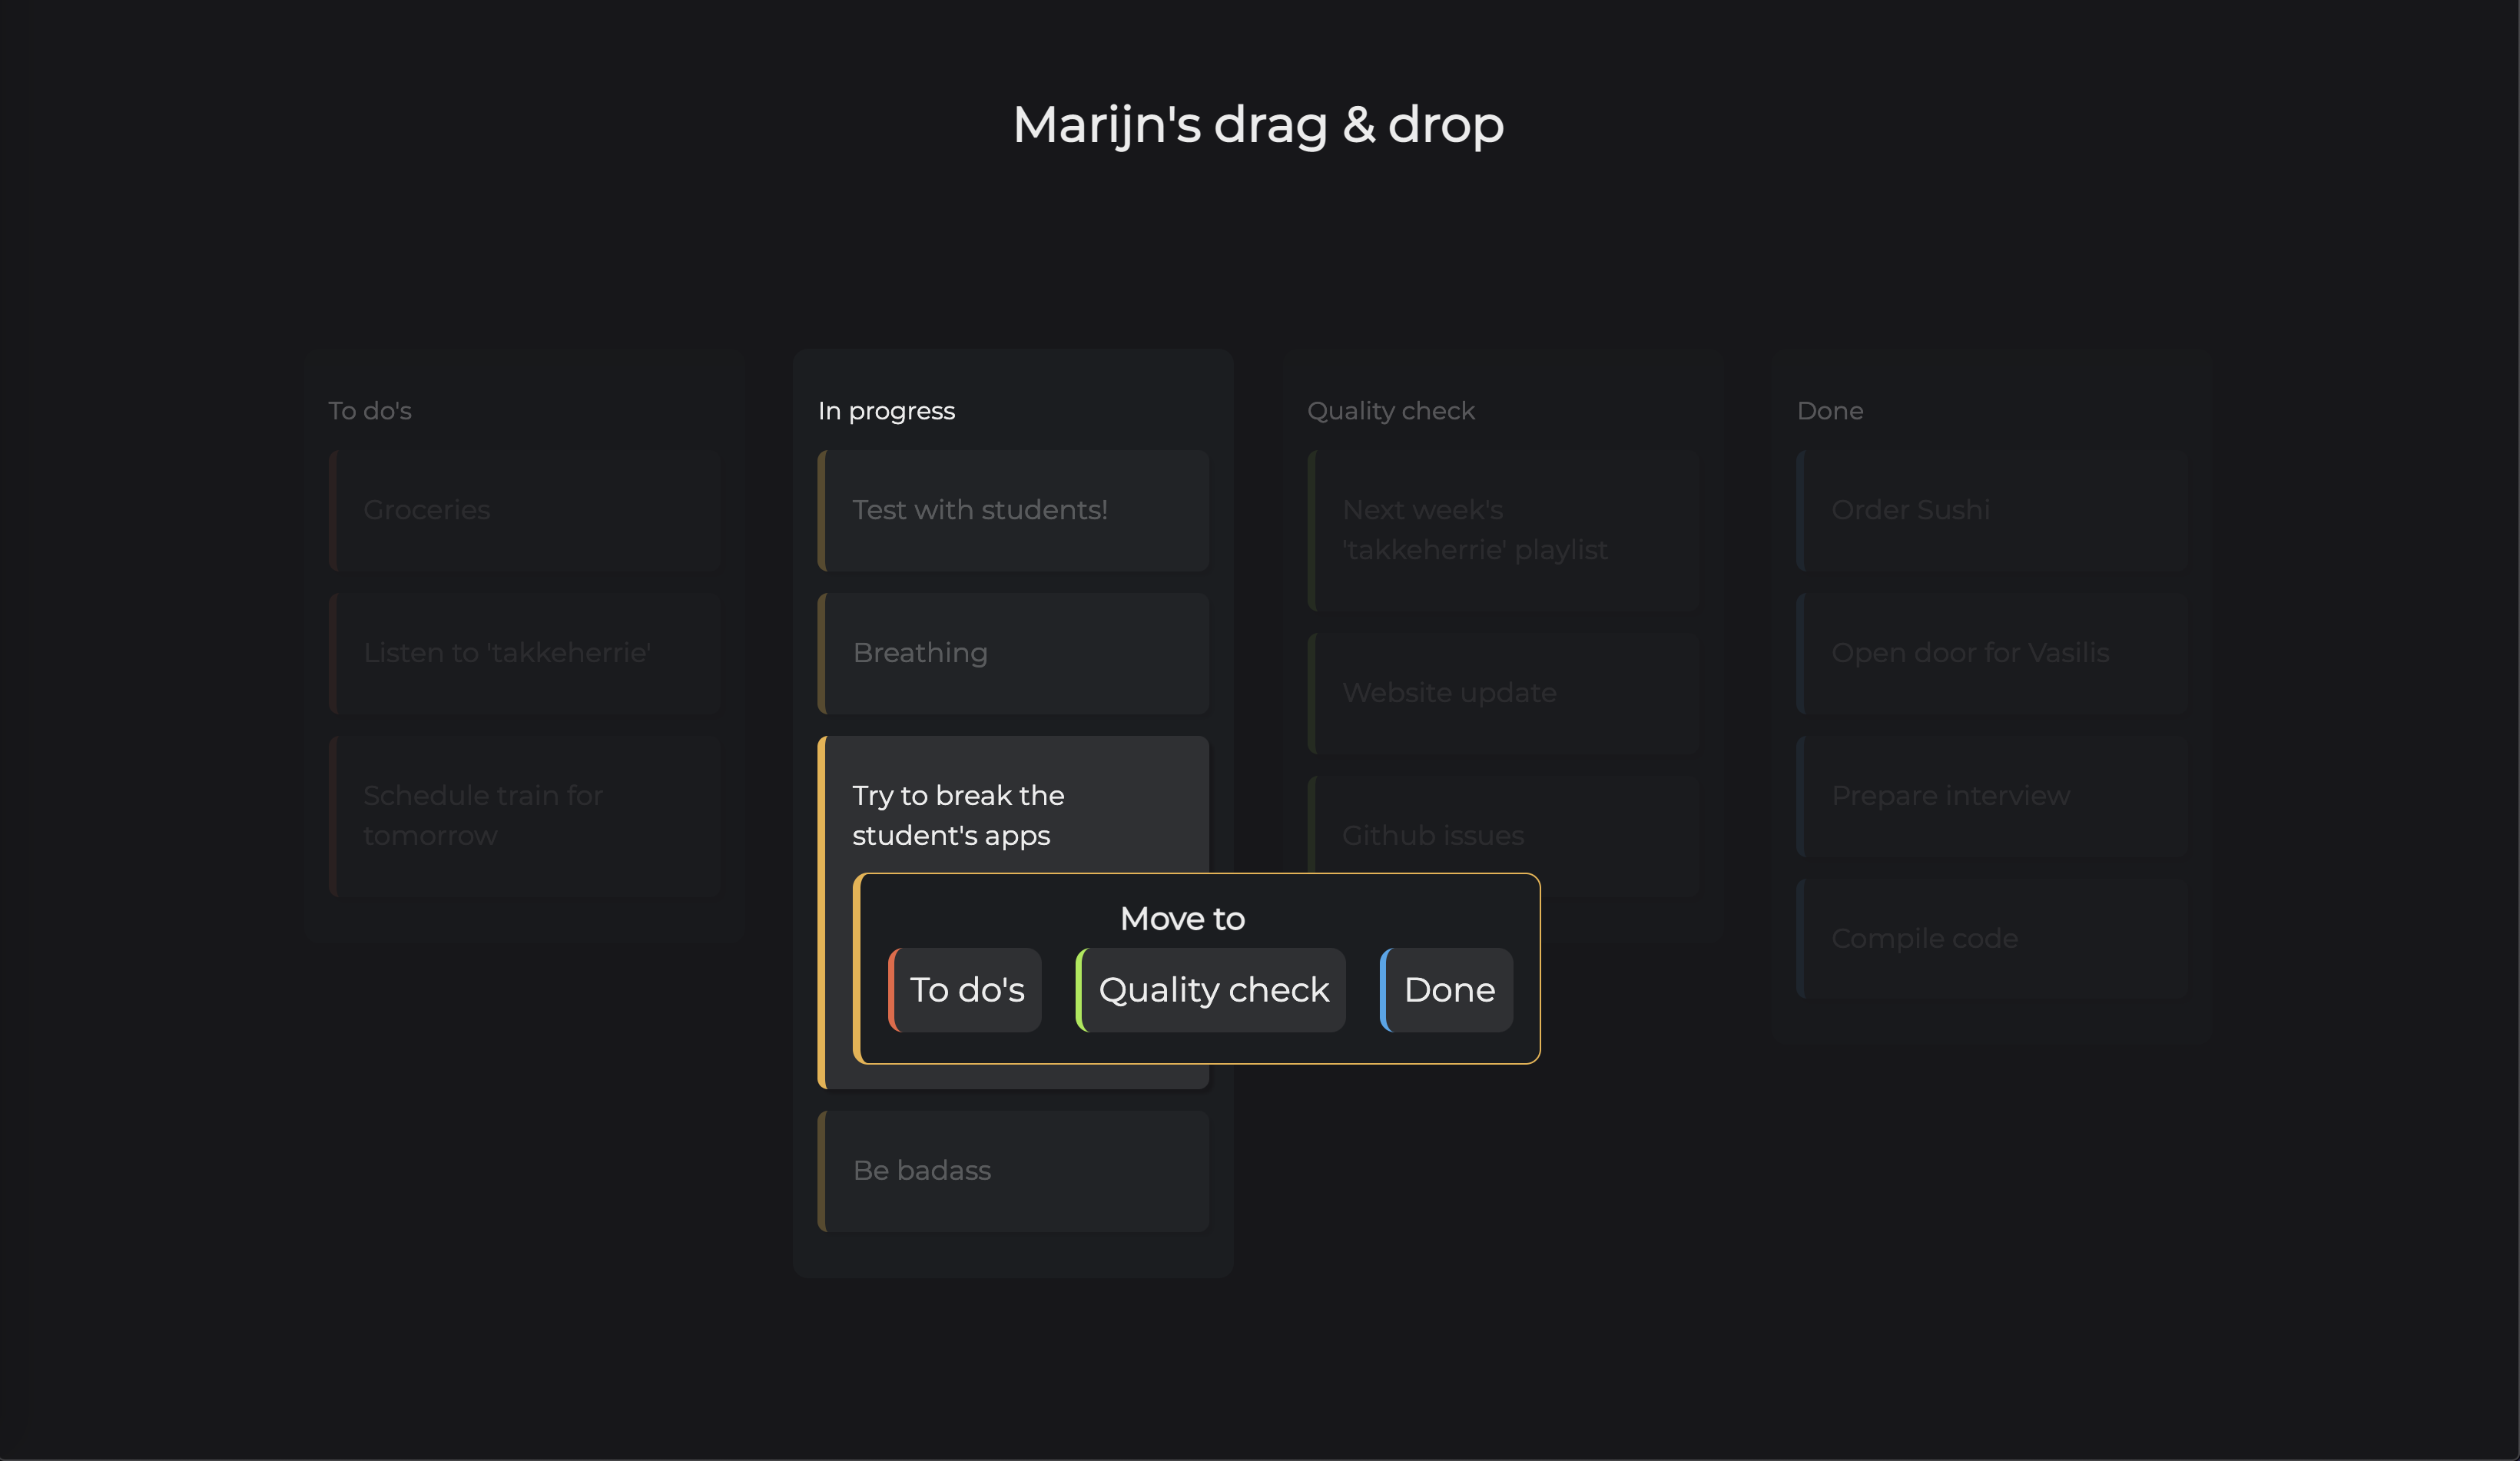 Marijn's drag & drop
To do's
Groceries
Listen to 'takkeherrie'
Schedule train for
tomorrow
In progress
Test with students!
Breathing
Try to break the
student's apps
Move to
To do's
Quality check
Done
Be badass
Quality check
Next week's
'takkeherrie' playlist
Website update
Github issues
Done
Order Sushi
Open door for Vasilis
Prepare interview
Compile code